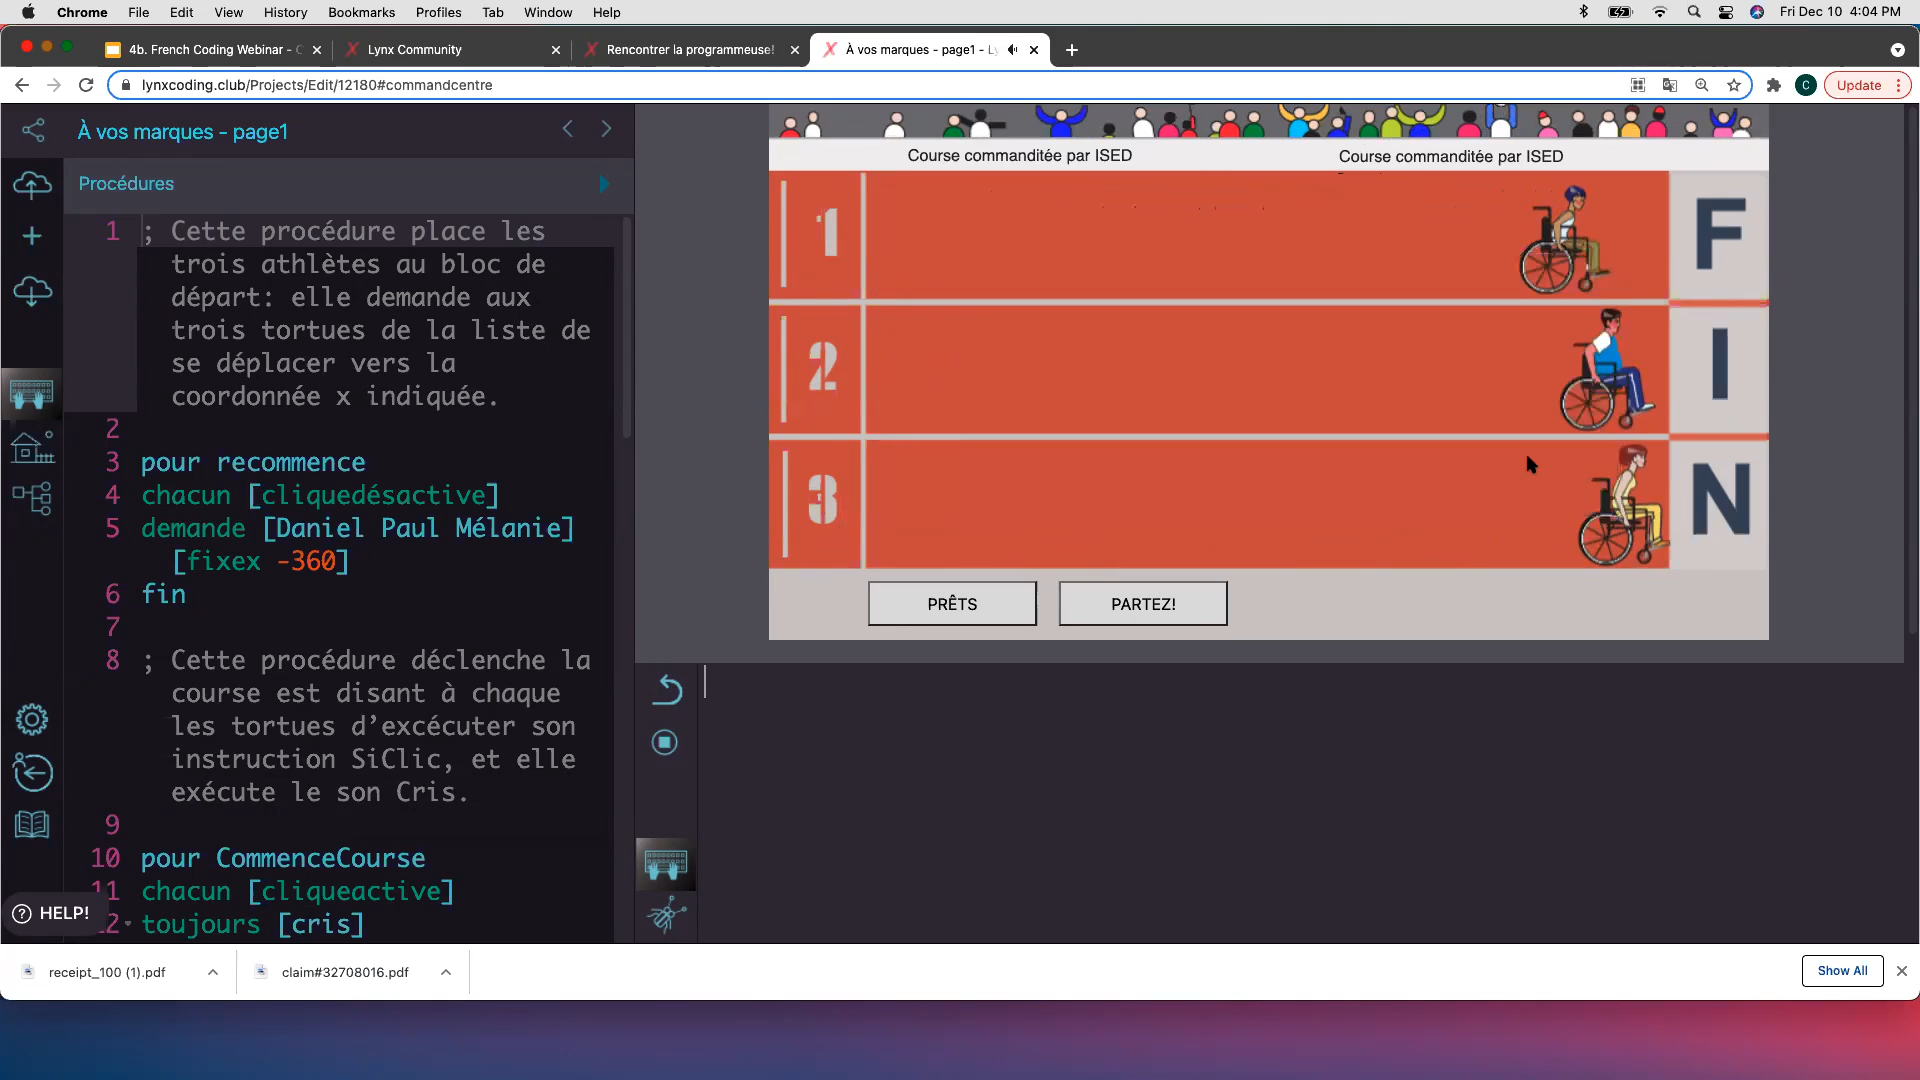 Chrome File Edit View History Bookmarks Profiles Tab Window Help Fri Dec 10 4:04 PM
4b. French Coding Webinar - C Lynx Community Rencontrer la programmeuse! À vos marques - page1 - Ly
lynxcoding.club/Projects/Edit/12180#commandcentre C Update
À vos marques - page1
Procédures
1 ; Cette procédure place les
trois athlètes au bloc de
départ: elle demande aux
trois tortues de la liste de
se déplacer vers la
coordonnée x indiquée.
2
3 pour recommence
4 chacun [cliquedésactive]
5 demande [Daniel Paul Mélanie]
[fixex -360]
6 fin
7
8 ; Cette procédure déclenche la
course est disant à chaque
les tortues d’excécuter son
instruction SiClic, et elle
exécute le son Cris.
9
10 pour CommenceCourse
11 chacun [cliqueactive]
12 toujours [cris]
? HELP!
Course commanditée par ISED Course commanditée par ISED
1 F
2 I
3 N
PRÊTS PARTEZ!
receipt_100 (1).pdf claim#32708016.pdf Show All